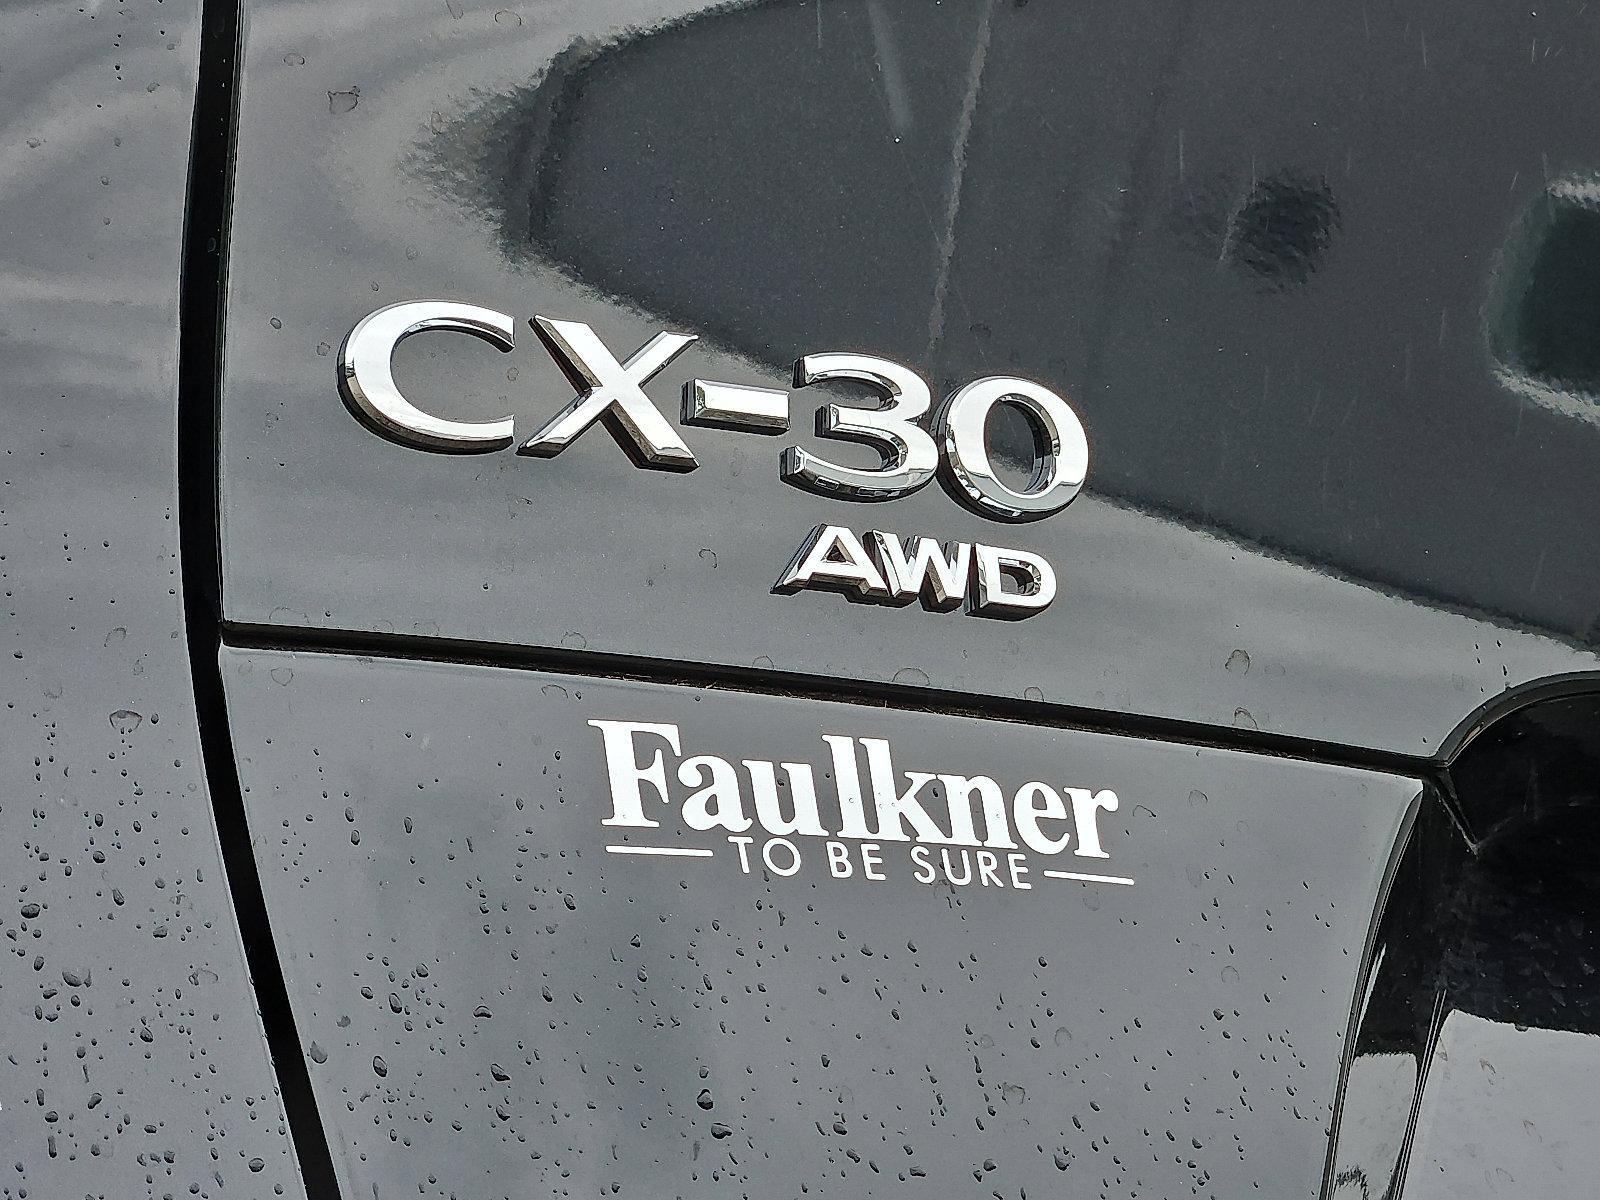 CX-30
AWD
Faulkner
TO BE SURE